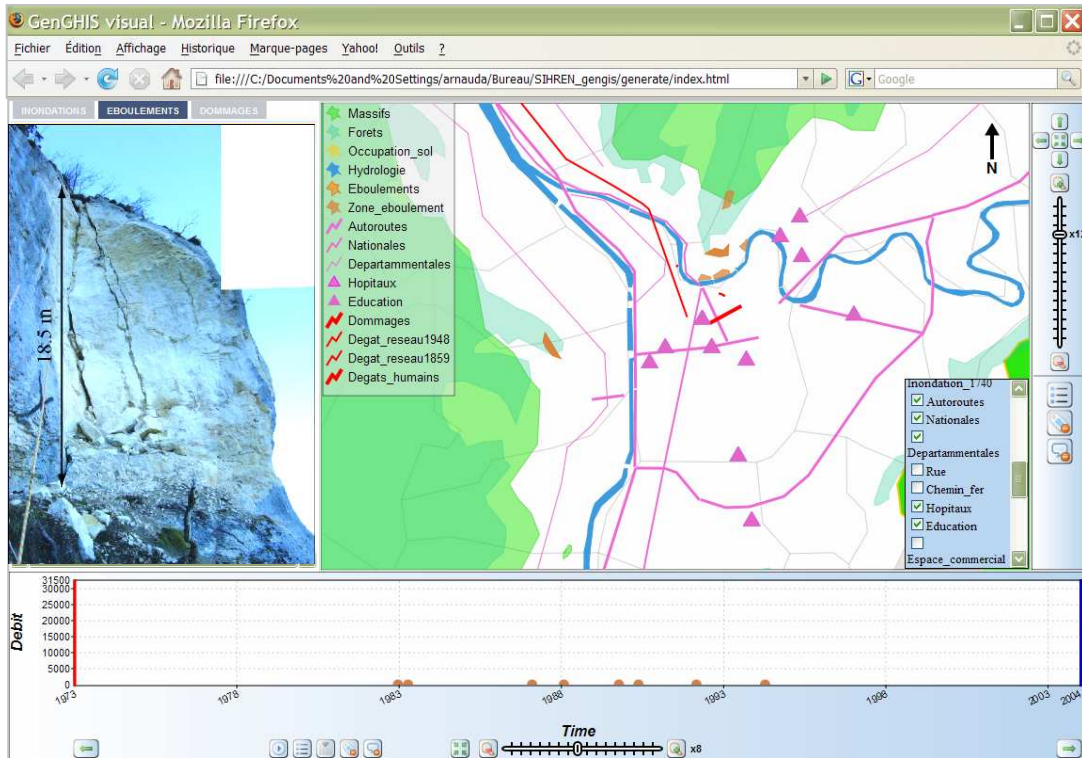 GenGHIS visual - Mozilla Firefox
Fichier Édition Affichage Historique Marque-pages Yahoo! Outils ?
file:///C:/Documents%20and%20Settings/arnauda/Bureau/SIHREN_gengis/generate/index.html
G Google
INONDATIONS EBOULEMENTS DOMMAGES
18.5 m
Massifs
Forets
Occupation_sol
Hydrologie
Eboulements
Zone_eboulement
Autoroutes
Nationales
Departammentales
Hopitaux
Education
Dommages
Degat_reseau1948
Degat_reseau1859
Degats_humains
N
Inondation_1740
Autoroutes
Nationales
Departammentales
Rue
Chemin_fer
Hopitaux
Education
Espace_commercial
Debit
31500
30000
25000
20000
15000
10000
5000
0
1973 1978 1983 1988 1993 1998 2003 2004
Time
x8